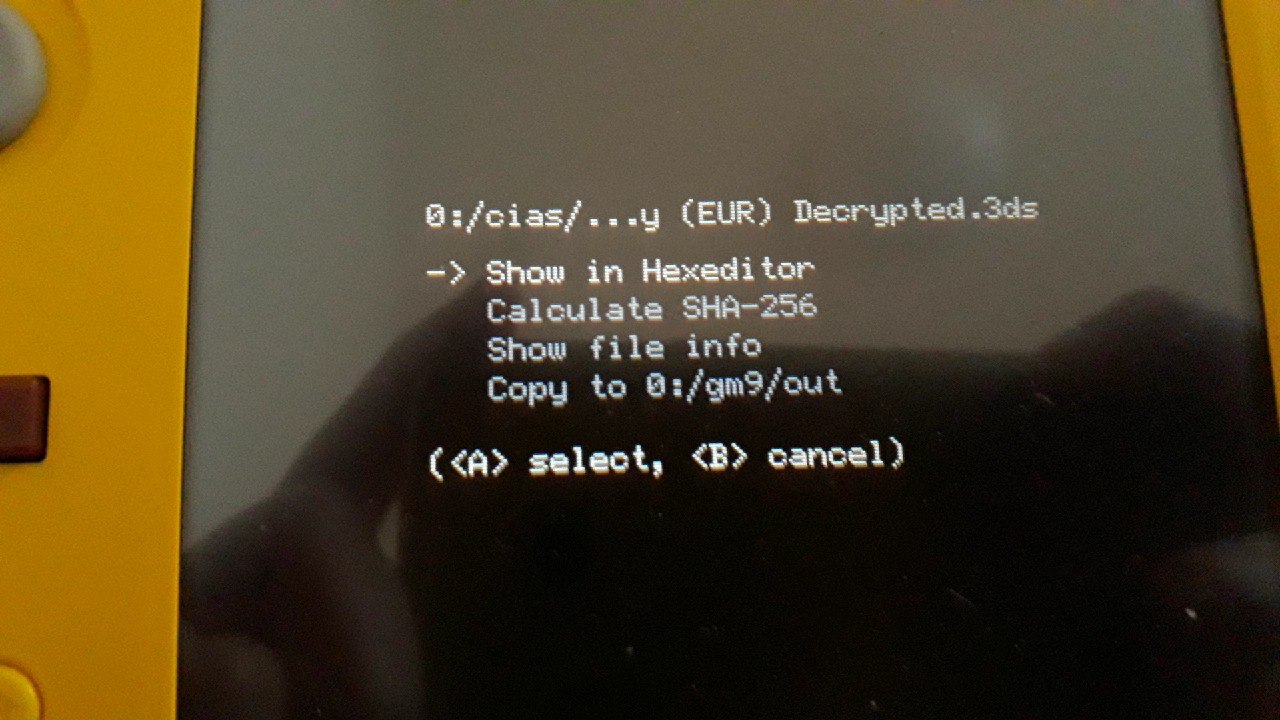 0:/cias/...y (EUR) Decrypted.3ds
-> Show in Hexeditor
Calculate SHA-256
Show file info
Copy to 0:/gm9/out
(<A> select, <B> cancel)